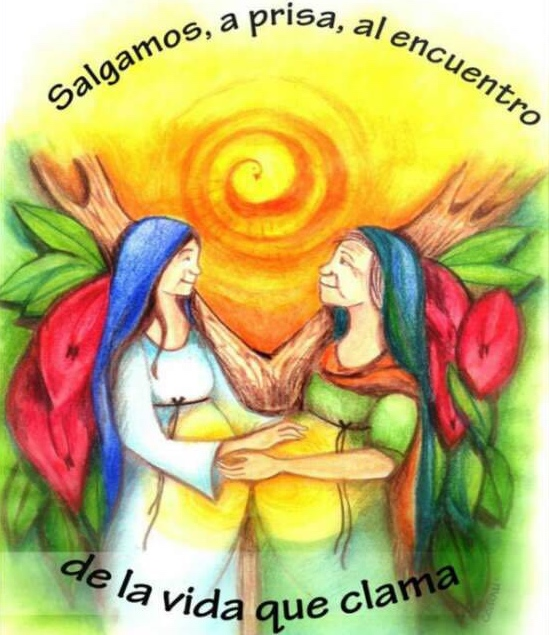 Salgamos, a prisa, al encuentro
de la vida que clama